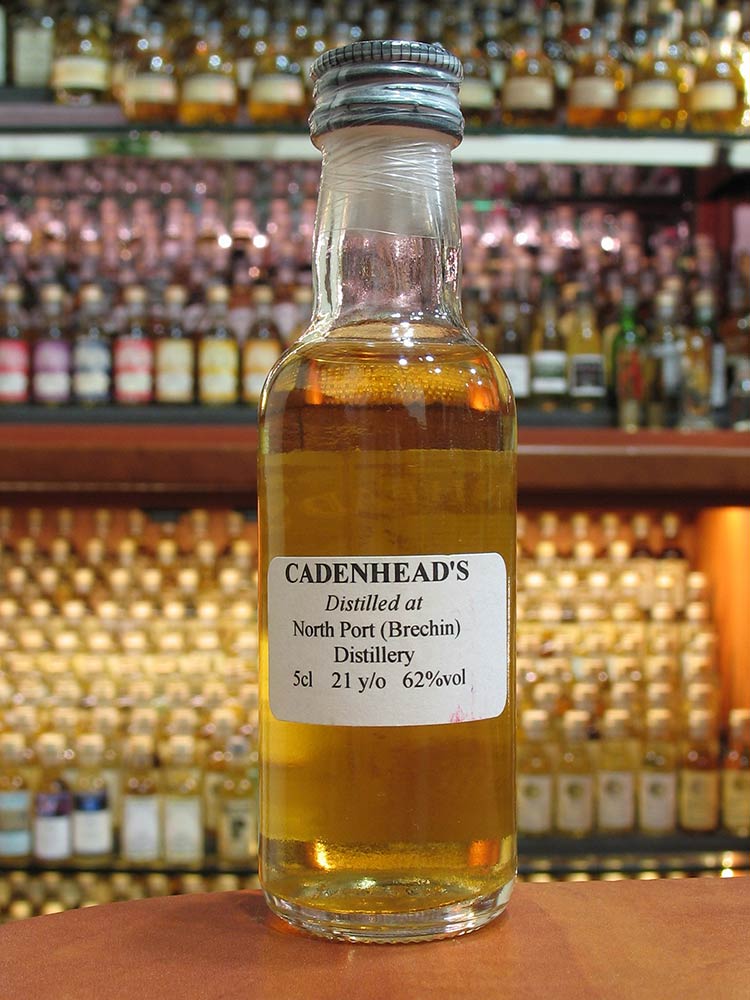 CADENHEAD'S
Distilled at
North Port (Brechin)
Distillery
5cl 21 y/o 62%vol